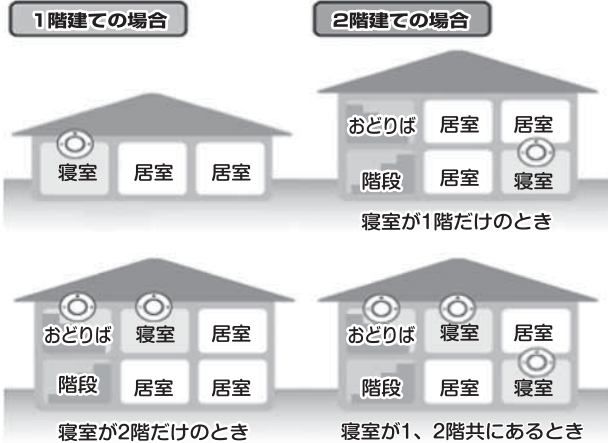 1階建ての場合
寝室 居室 居室
2階建ての場合
おどりば 居室 居室
階段 居室 寝室
寝室が1階だけのとき
おどりば 寝室 居室
階段 居室 居室
寝室が2階だけのとき
おどりば 寝室 居室
階段 居室 寝室
寝室が1、2階共にあるとき